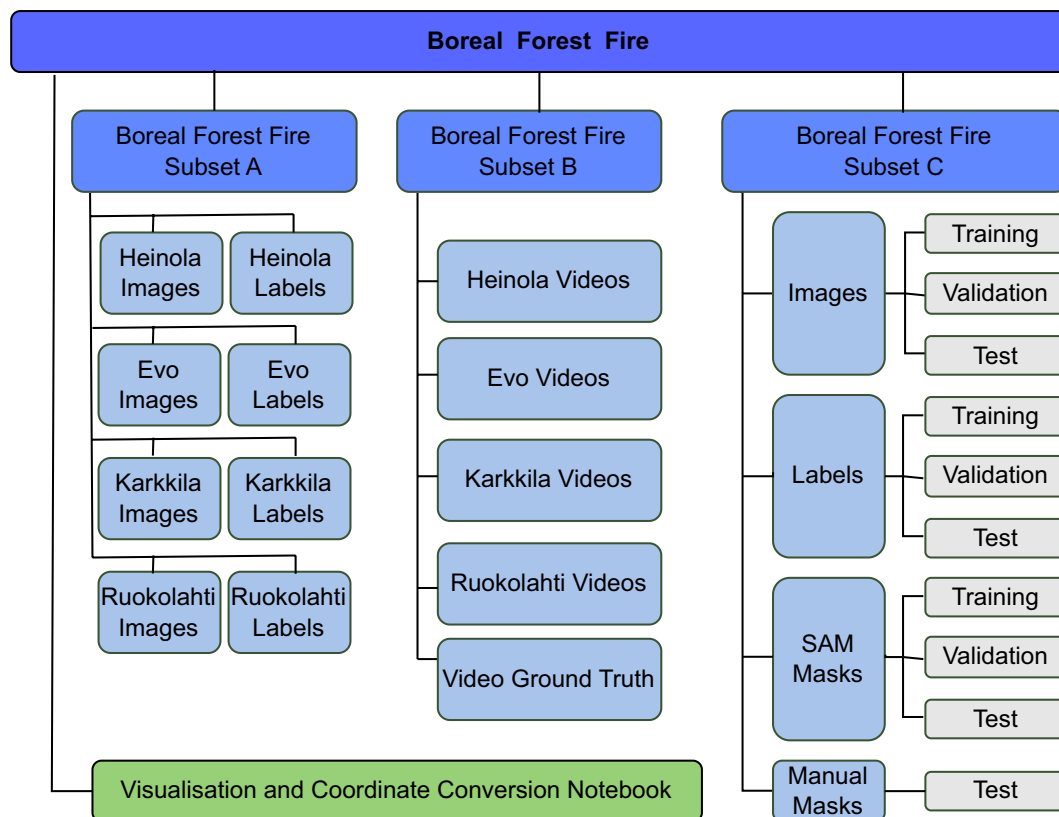 Boreal Forest Fire
Boreal Forest Fire
Subset A
Heinola
Images
Heinola
Labels
Evo
Images
Evo
Labels
Karkkila
Images
Karkkila
Labels
Ruokolahti
Images
Ruokolahti
Labels
Boreal Forest Fire
Subset B
Heinola Videos
Evo Videos
Karkkila Videos
Ruokolahti Videos
Video Ground Truth
Boreal Forest Fire
Subset C
Images
Training
Validation
Test
Labels
Training
Validation
Test
SAM
Masks
Training
Validation
Test
Manual
Masks
Test
Visualisation and Coordinate Conversion Notebook